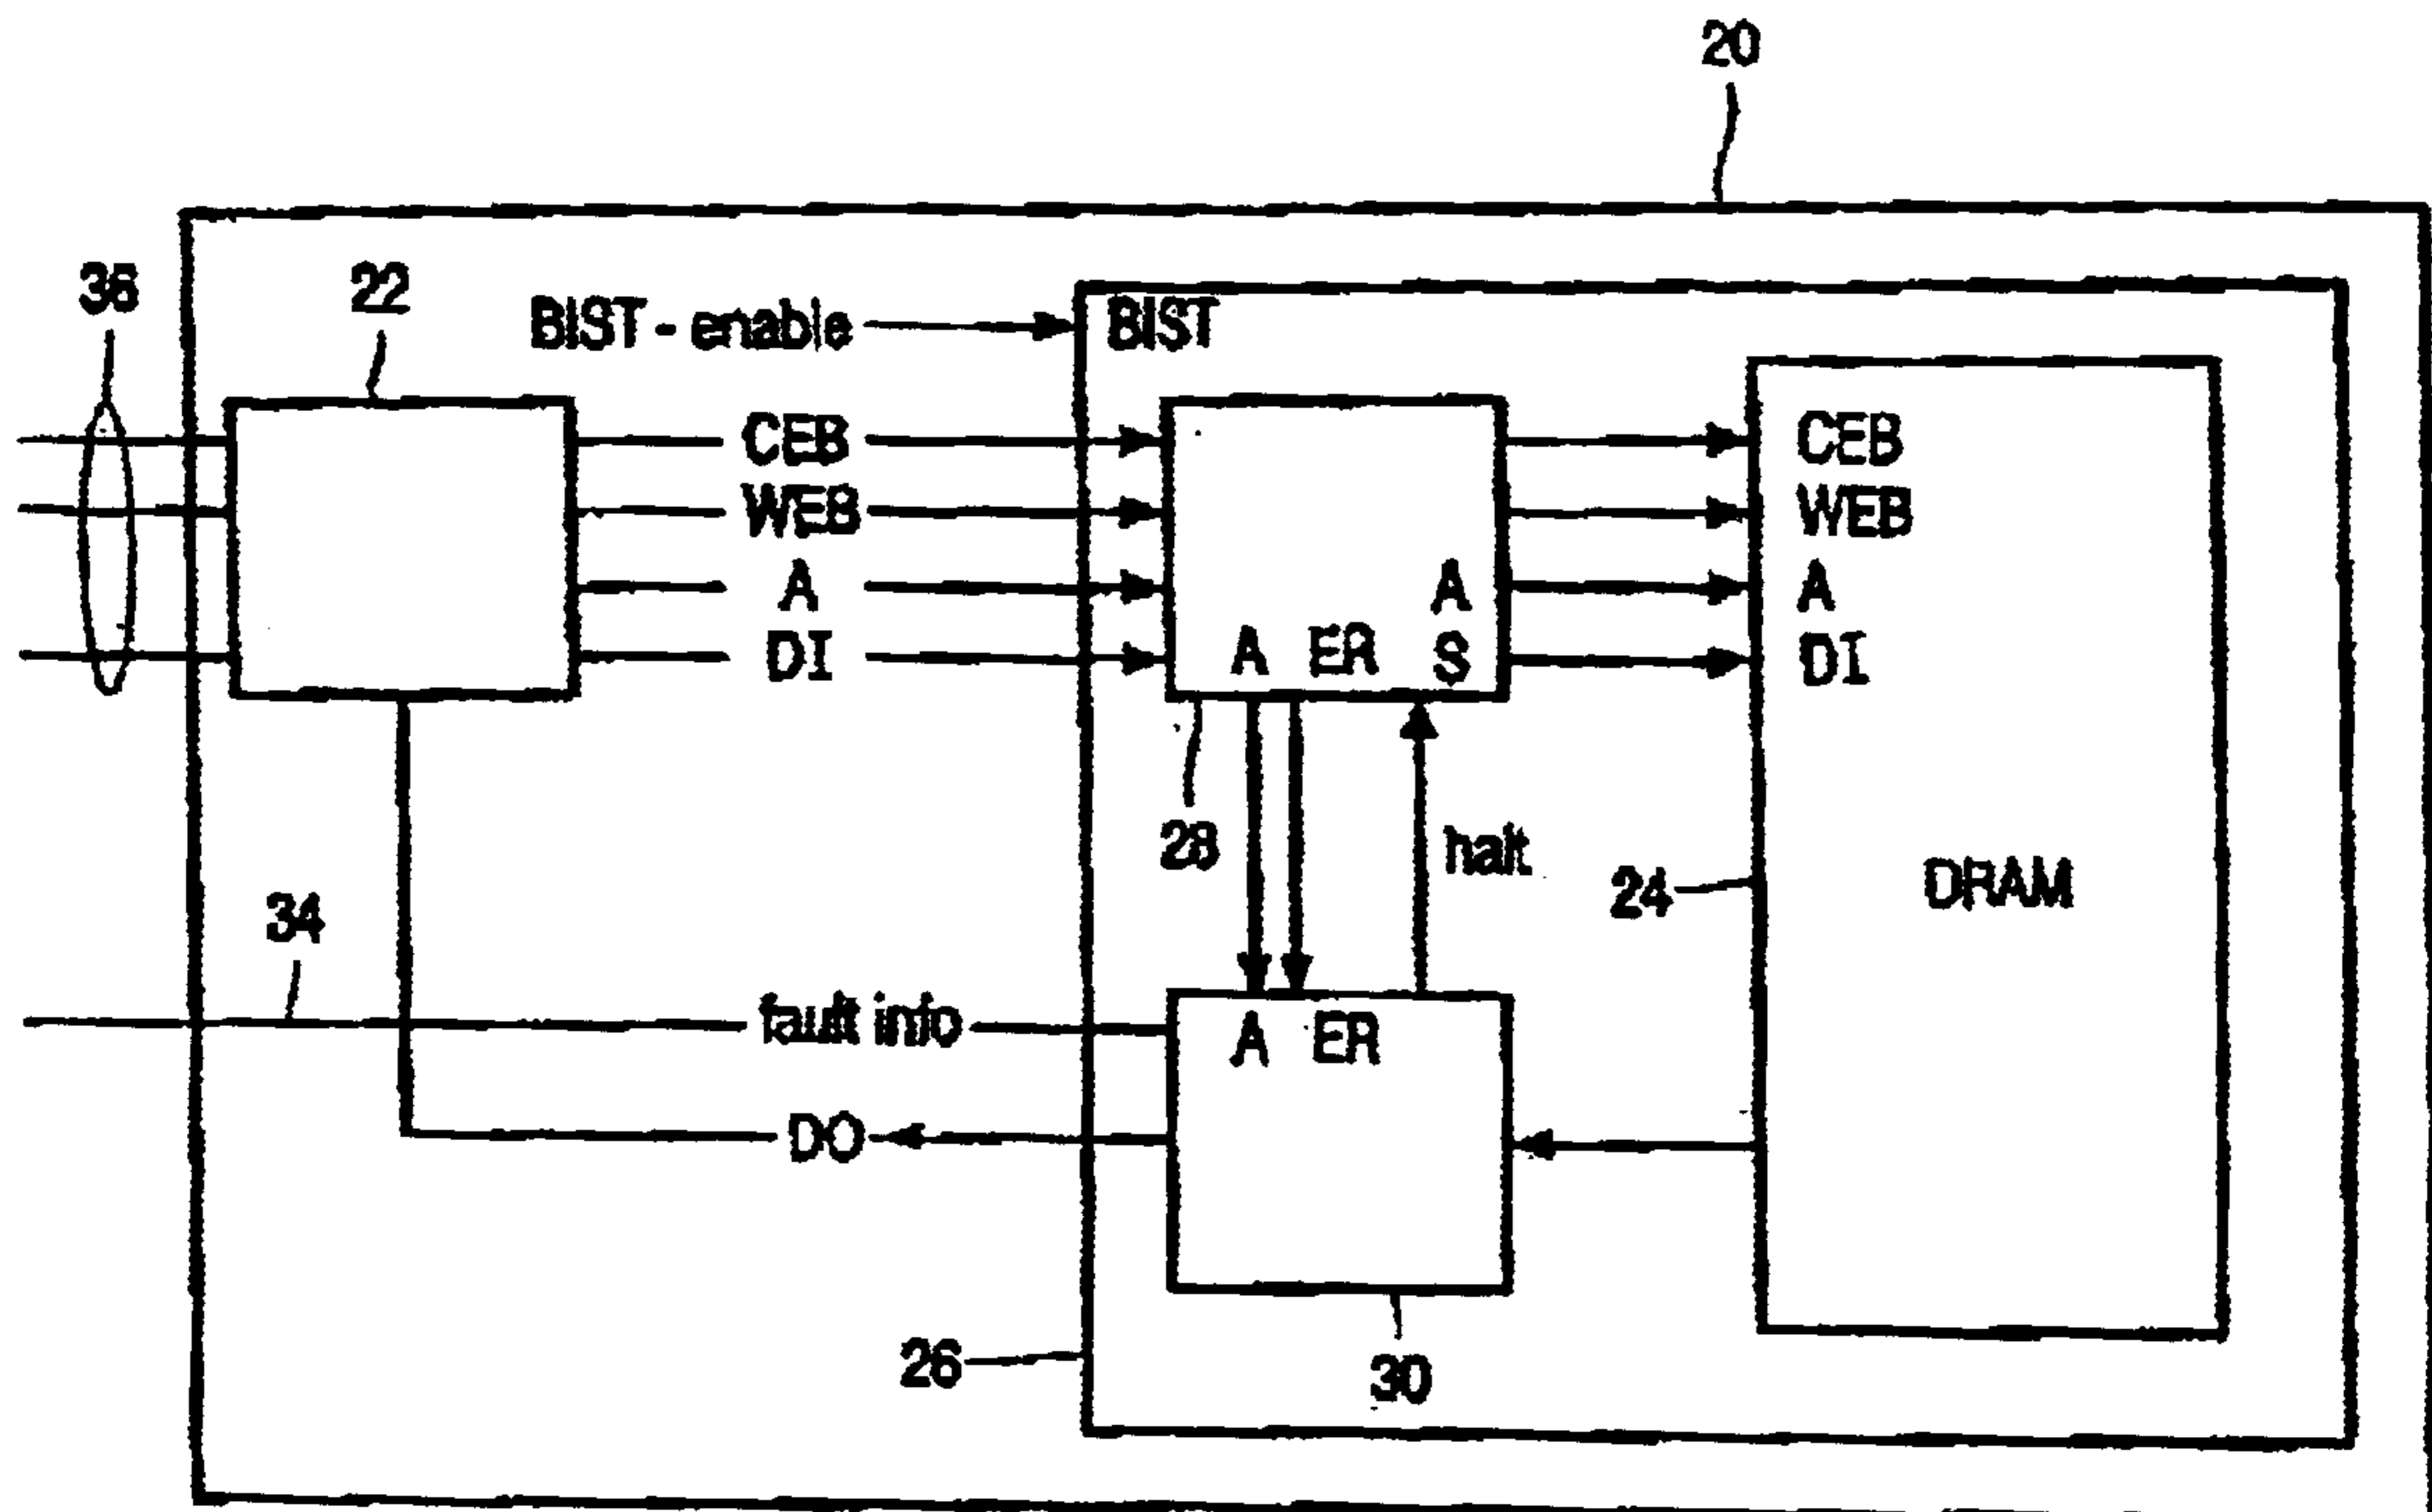 20
22
BIST-enable
BIST
CEB
CEB
WEB
WEB
A
A
A
DI
A ER
S
DI
28
halt
24
DRAM
34
fault info
A ER
DO
26
30